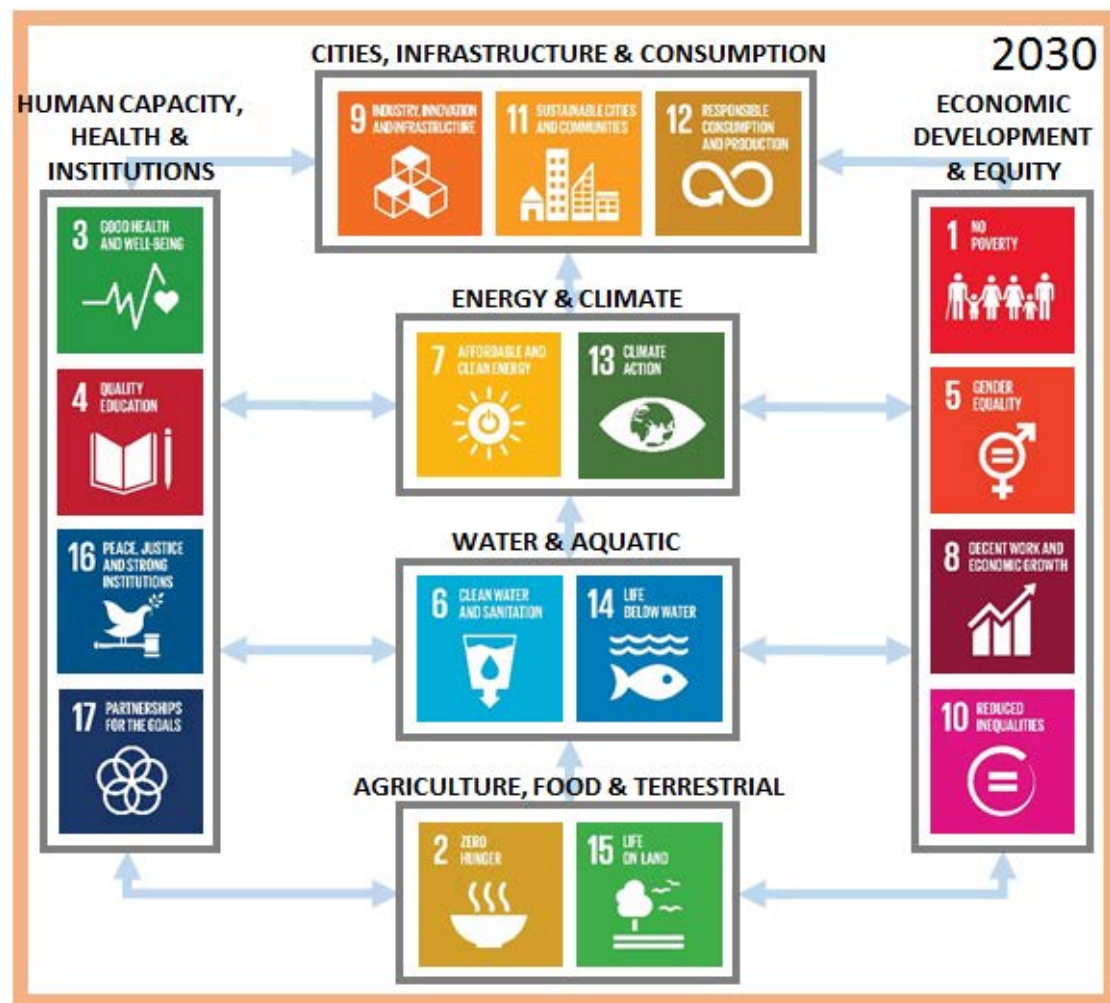 2030
CITIES, INFRASTRUCTURE & CONSUMPTION
9 INDUSTRY, INNOVATION
AND INFRASTRUCTURE
11 SUSTAINABLE CITIES
AND COMMUNITIES
12 RESPONSIBLE
CONSUMPTION
AND PRODUCTION
HUMAN CAPACITY,
HEALTH &
INSTITUTIONS
3 GOOD HEALTH
AND WELL-BEING
4 QUALITY
EDUCATION
16 PEACE, JUSTICE
AND STRONG
INSTITUTIONS
17 PARTNERSHIPS
FOR THE GOALS
ENERGY & CLIMATE
7 AFFORDABLE AND
CLEAN ENERGY
13 CLIMATE
ACTION
WATER & AQUATIC
6 CLEAN WATER
AND SANITATION
14 LIFE
BELOW WATER
AGRICULTURE, FOOD & TERRESTRIAL
2 ZERO
HUNGER
15 LIFE
ON LAND
ECONOMIC
DEVELOPMENT
& EQUITY
1 NO
POVERTY
5 GENDER
EQUALITY
8 DECENT WORK AND
ECONOMIC GROWTH
10 REDUCED
INEQUALITIES